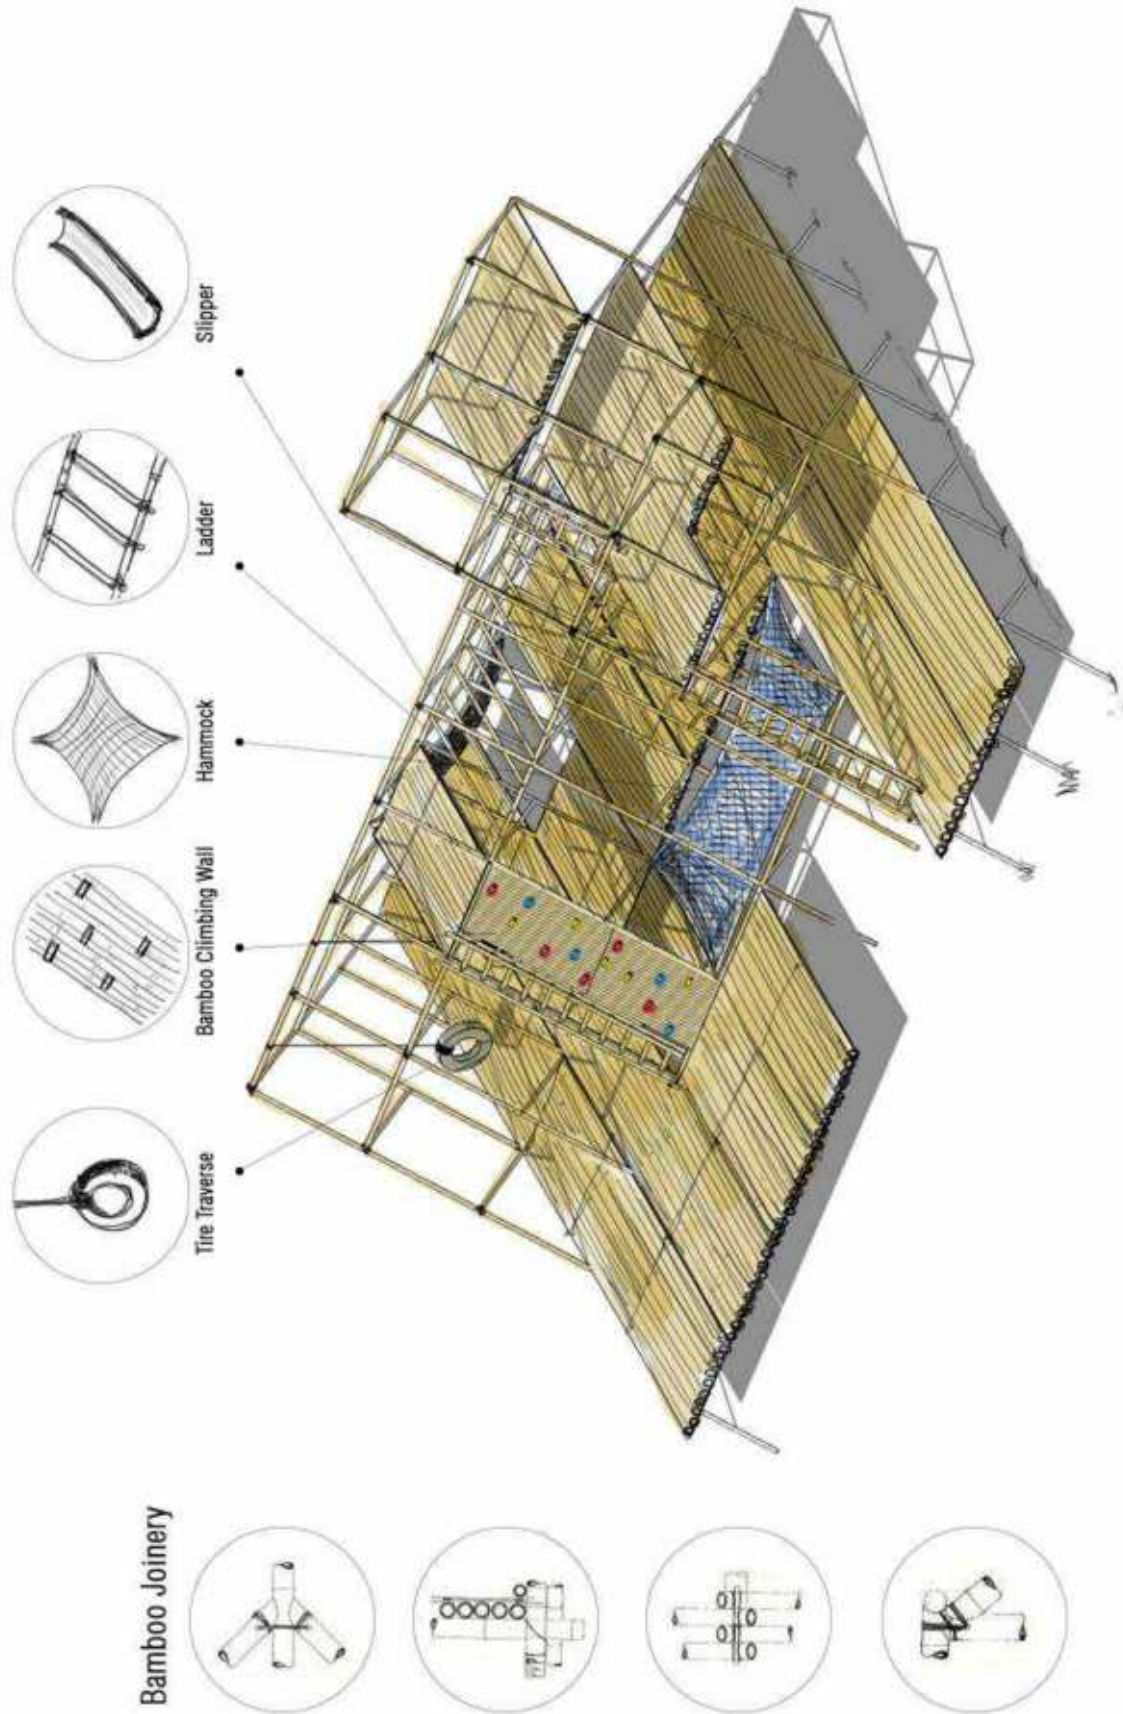 Bamboo Joinery
Tire Traverse
Bamboo Climbing Wall
Hammock
Ladder
Slipper